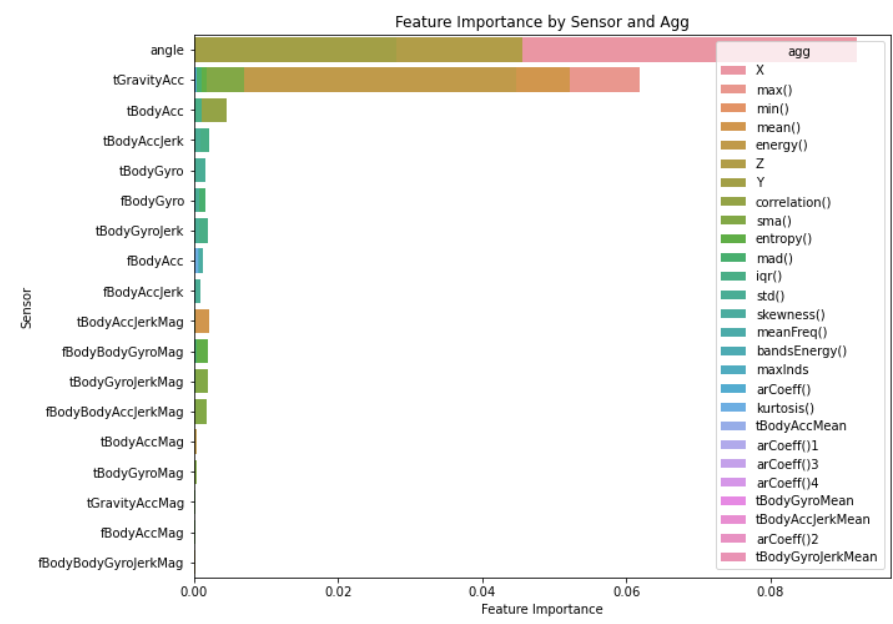 Feature Importance by Sensor and Agg
angle
tGravityAcc
tBodyAcc
tBodyAccJerk
tBodyGyro
fBodyGyro
tBodyGyroJerk
fBodyAcc
fBodyAccJerk
tBodyAccJerkMag
fBodyBodyGyroMag
tBodyGyroJerkMag
fBodyBodyAccJerkMag
tBodyAccMag
tBodyGyroMag
tGravityAccMag
fBodyAccMag
fBodyBodyGyroJerkMag
Sensor
0.00 0.02 0.04 0.06 0.08
Feature Importance
agg
X
max()
min()
mean()
energy()
Z
Y
correlation()
sma()
entropy()
mad()
iqr()
std()
skewness()
meanFreq()
bandsEnergy()
maxInds
arCoeff()
kurtosis()
tBodyAccMean
arCoeff()1
arCoeff()3
arCoeff()4
tBodyGyroMean
tBodyAccJerkMean
arCoeff()2
tBodyGyroJerkMean